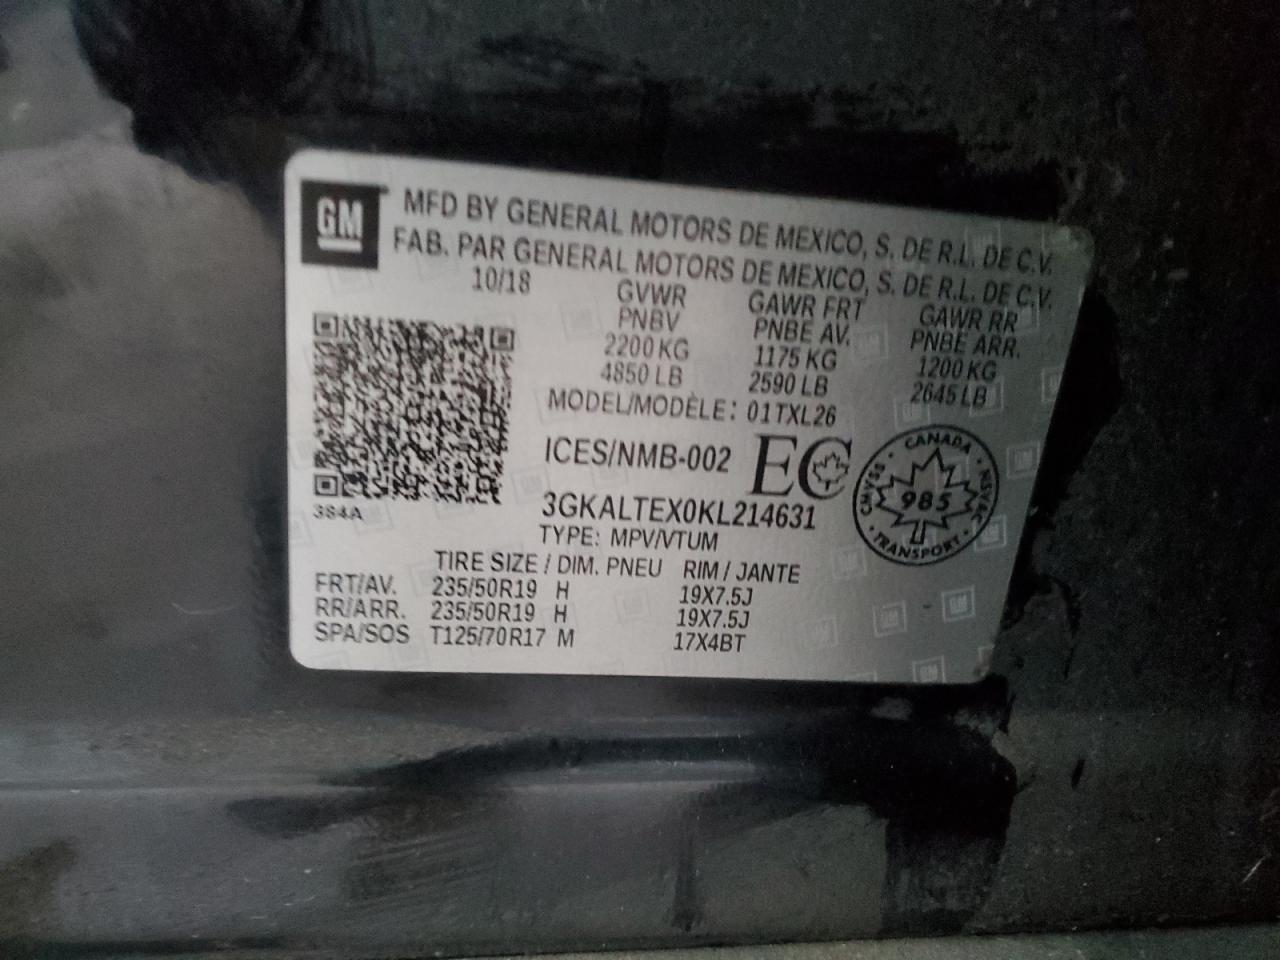 GM
MFD BY GENERAL MOTORS DE MEXICO, S. DE R.L. DE C.V.
FAB. PAR GENERAL MOTORS DE MEXICO, S. DE R.L. DE C.V.
10/18
GVWR GAWR FRT GAWR RR
PNBV PNBE AV. PNBE ARR.
2200 KG 1175 KG 1200 KG
4850 LB 2590 LB 2645 LB
MODEL/MODÈLE: 01TXL26
ICES/NMB-002 EC
CANADA
CMVSS 985 NSVAC
TRANSPORT
384A
3GKALTEX0KL214631
TYPE: MPV/VTUM
TIRE SIZE / DIM. PNEU RIM / JANTE
FRT/AV. 235/50R19 H 19X7.5J
RR/ARR. 235/50R19 H 19X7.5J
SPA/SOS T125/70R17 M 17X4BT